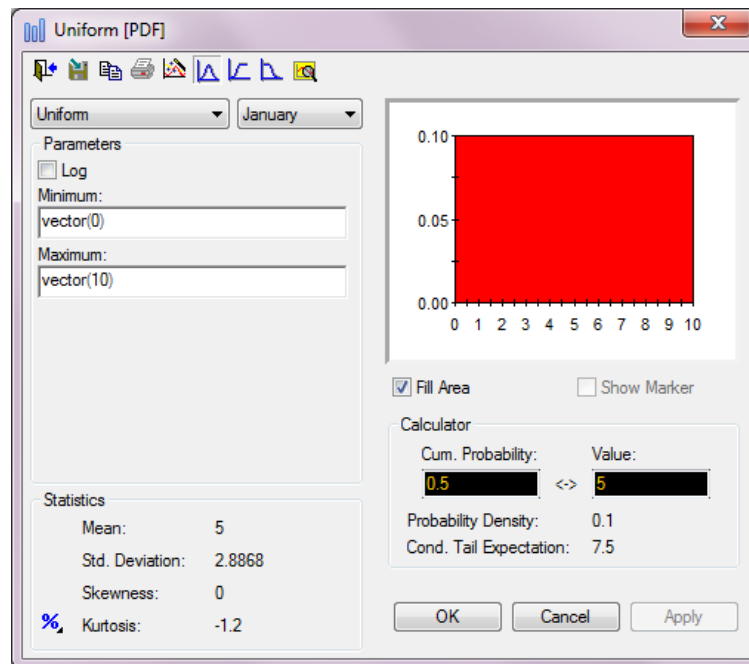 Uniform [PDF]
Uniform January
Parameters
Log
Minimum:
vector(0)
Maximum:
vector(10)
Statistics
Mean: 5
Std. Deviation: 2.8868
Skewness: 0
% Kurtosis: -1.2
0.10
0.05
0.00
0 1 2 3 4 5 6 7 8 9 10
Fill Area Show Marker
Calculator
Cum. Probability: Value:
0.5 <-> 5
Probability Density: 0.1
Cond. Tail Expectation: 7.5
OK Cancel Apply